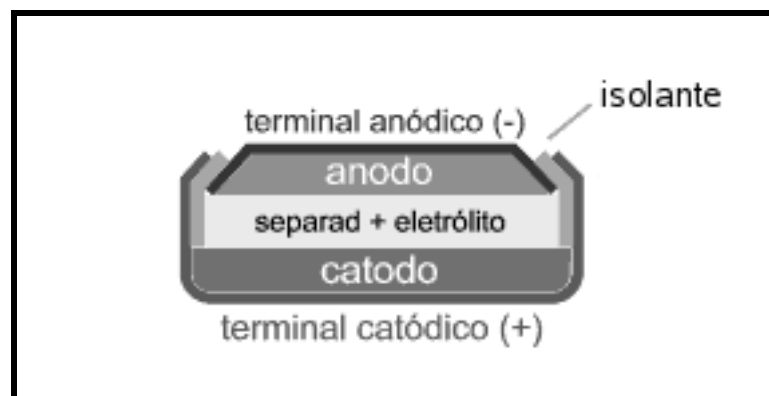 isolante
terminal anódico (-)
anodo
separad + eletrólito
catodo
terminal catódico (+)